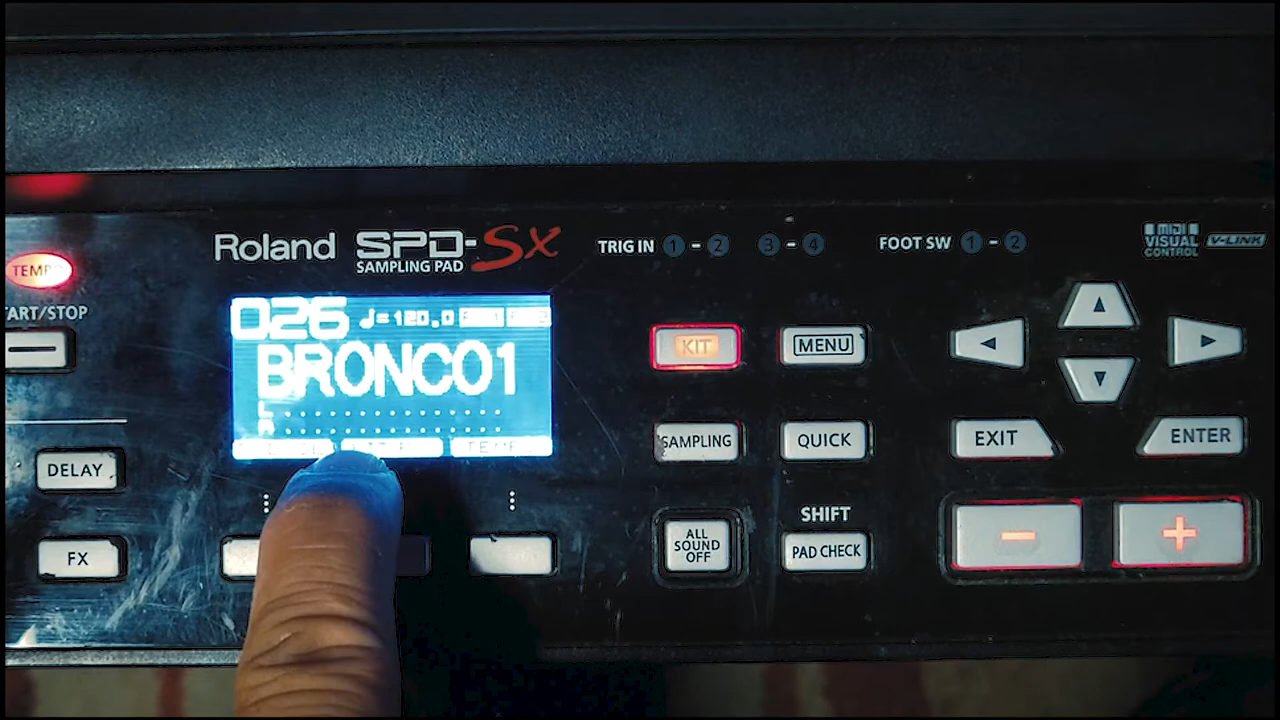 Roland SPD-SX
SAMPLING PAD
TRIG IN 1 - 2 3 - 4
FOOT SW 1 - 2
MIDI
VISUAL
CONTROL
V-LINK
TEMPO
026
♩=120.0
BRONCO1
L
R
KIT
MENU
SAMPLING
QUICK
EXIT
ENTER
DELAY
FX
ALL
SOUND
OFF
SHIFT
PAD CHECK
-
+